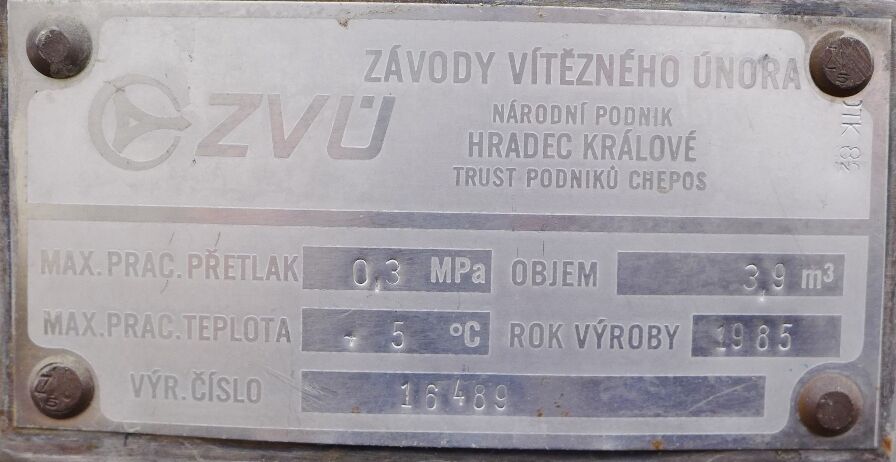 ZÁVODY VÍTĚZNÉHO ÚNORA
ZVÚ
NÁRODNÍ PODNIK
HRADEC KRÁLOVÉ
TRUST PODNIKŮ CHEPOS
MAX. PRAC. PŘETLAK 0,3 MPa OBJEM 3,9 m³
MAX. PRAC. TEPLOTA + 5 °C ROK VÝROBY 1985
VÝR. ČÍSLO 16489